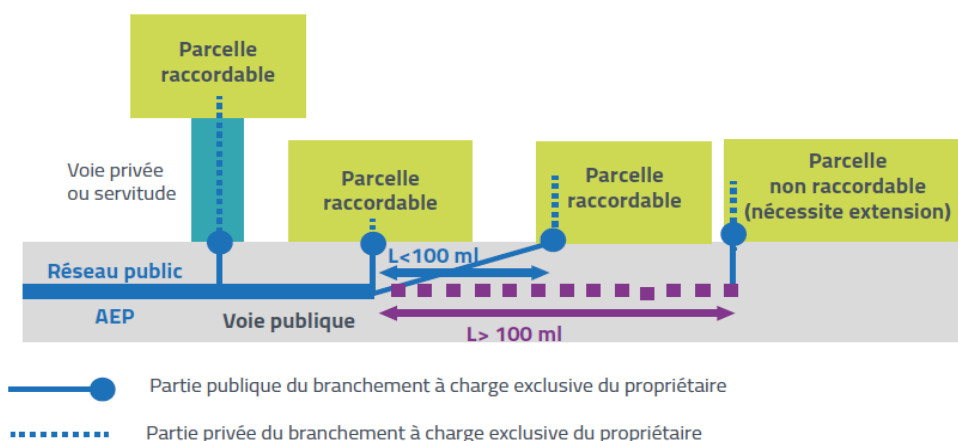 Parcelle
raccordable
Voie privée
ou servitude
Parcelle
raccordable
Parcelle
raccordable
Parcelle
non raccordable
(nécessite extension)
L<100 ml
Réseau public
AEP
Voie publique
L> 100 ml
Partie publique du branchement à charge exclusive du propriétaire
Partie privée du branchement à charge exclusive du propriétaire